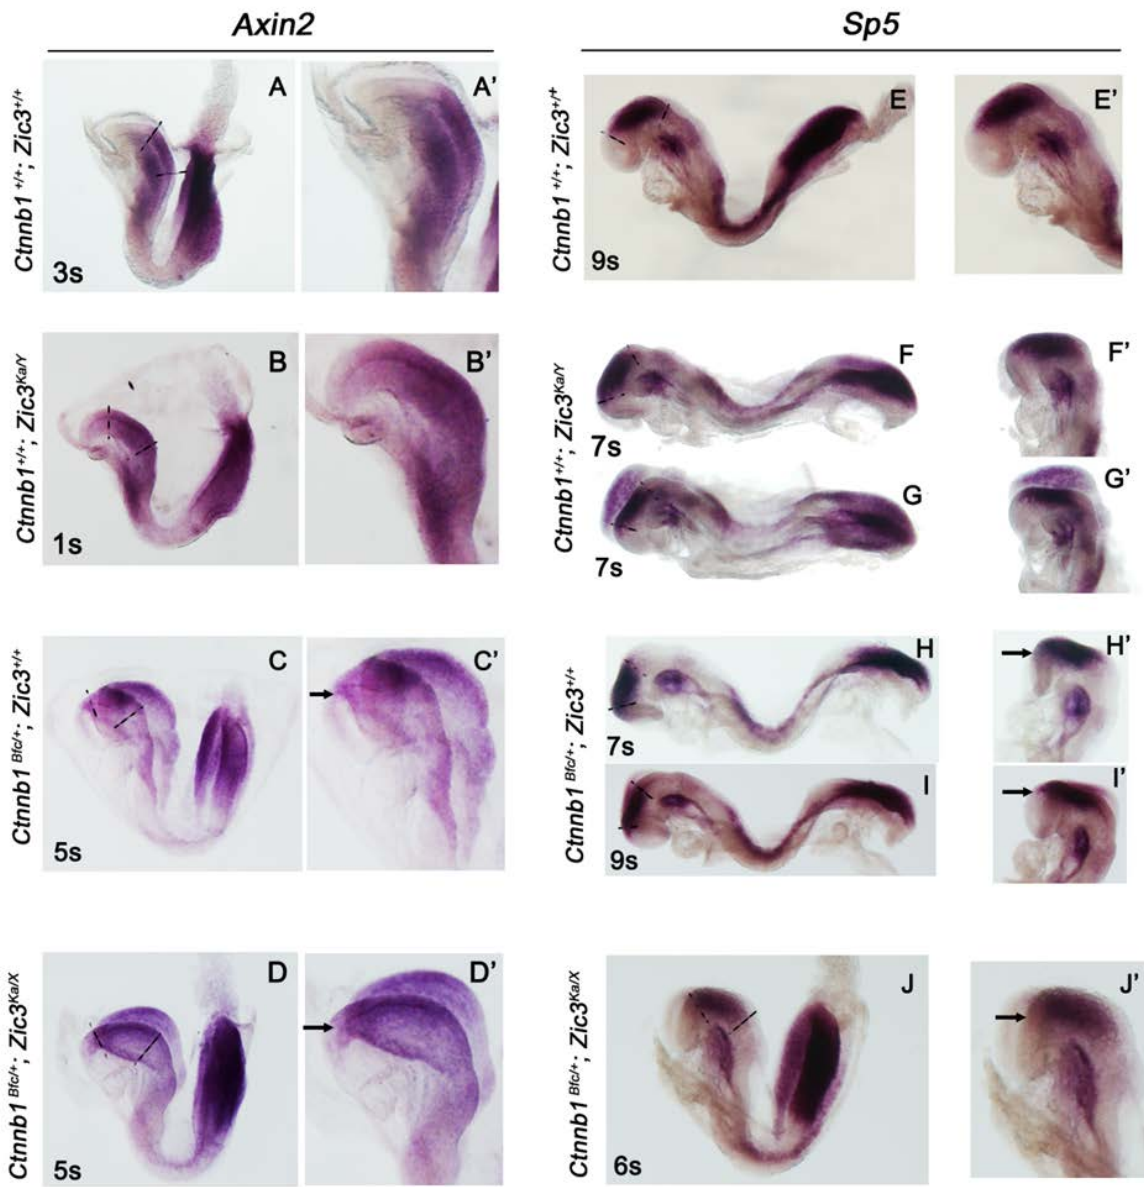 Axin2
Sp5
Ctnnb1 +/+; Zic3+/+
A
A'
3s
E
E'
9s
Ctnnb1 +/+; Zic3+/+
Ctnnb1+/+; Zic3Ka/Y
B
B'
1s
Ctnnb1+/+; Zic3Ka/Y
F
F'
7s
G
G'
7s
Ctnnb1 Bfc/+; Zic3+/+
C
C'
5s
Ctnnb1 Bfc/+; Zic3+/+
H
H'
7s
I
I'
9s
Ctnnb1 Bfc/+; Zic3Ka/X
D
D'
5s
Ctnnb1 Bfc/+; Zic3Ka/X
J
J'
6s